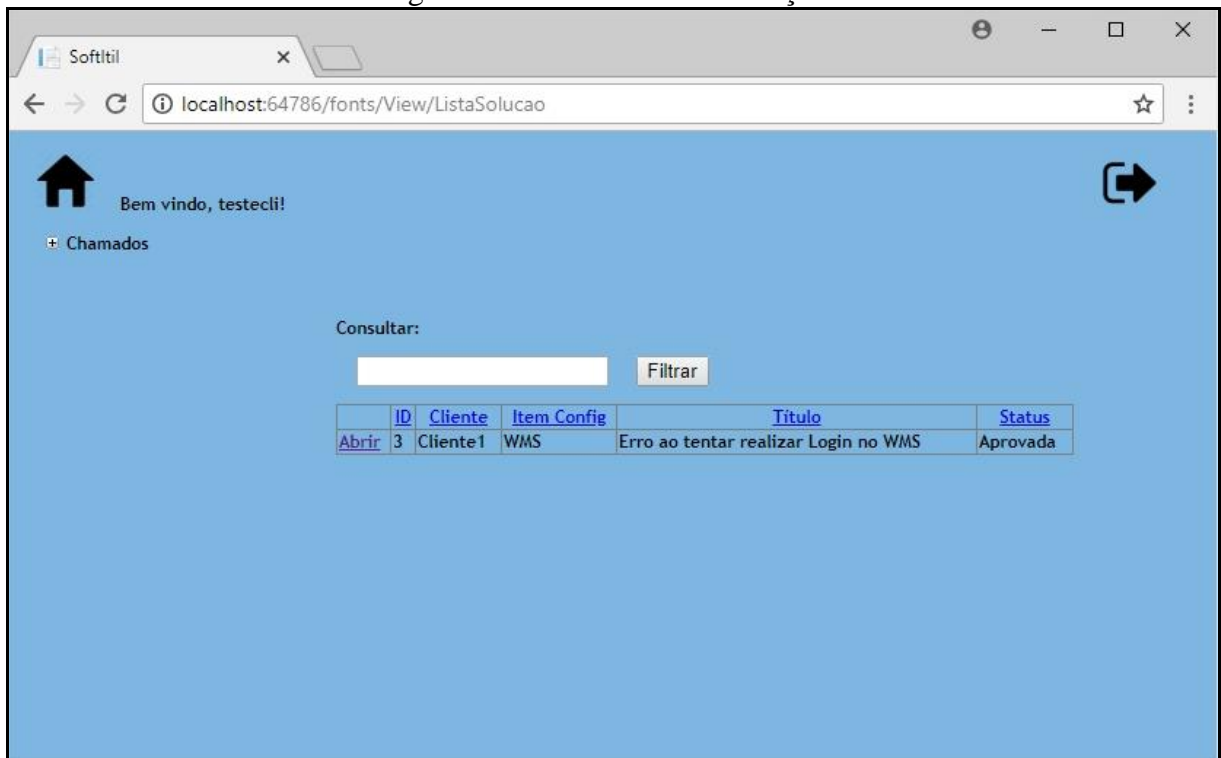 SoftItil
localhost:64786/fonts/View/ListaSolucao
Bem vindo, testecli!
Chamados
Consultar:
Filtrar
ID Cliente Item Config Título Status
Abrir 3 Cliente1 WMS Erro ao tentar realizar Login no WMS Aprovada